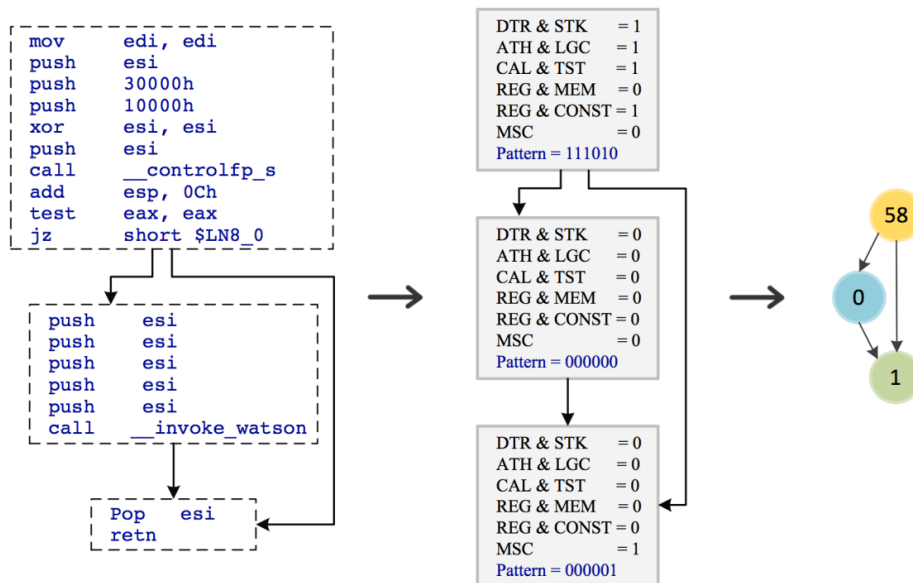 mov edi, edi
push esi
push 30000h
push 10000h
xor esi, esi
push esi
call __controlfp_s
add esp, 0Ch
test eax, eax
jz short $LN8_0
push esi
push esi
push esi
push esi
push esi
call __invoke_watson
Pop esi
retn
DTR & STK = 1
ATH & LGC = 1
CAL & TST = 1
REG & MEM = 0
REG & CONST = 1
MSC = 0
Pattern = 111010
DTR & STK = 0
ATH & LGC = 0
CAL & TST = 0
REG & MEM = 0
REG & CONST = 0
MSC = 0
Pattern = 000000
DTR & STK = 0
ATH & LGC = 0
CAL & TST = 0
REG & MEM = 0
REG & CONST = 0
MSC = 1
Pattern = 000001
58
0
1